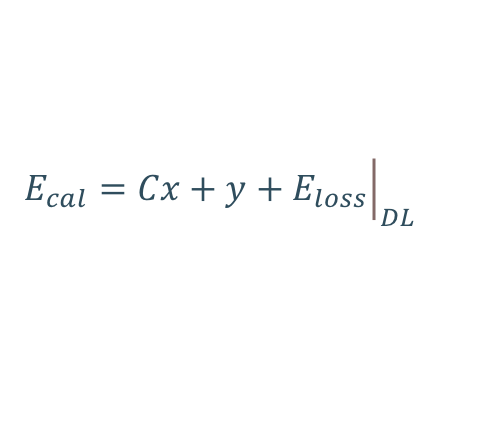 E_cal = Cx + y + E_loss|_DL